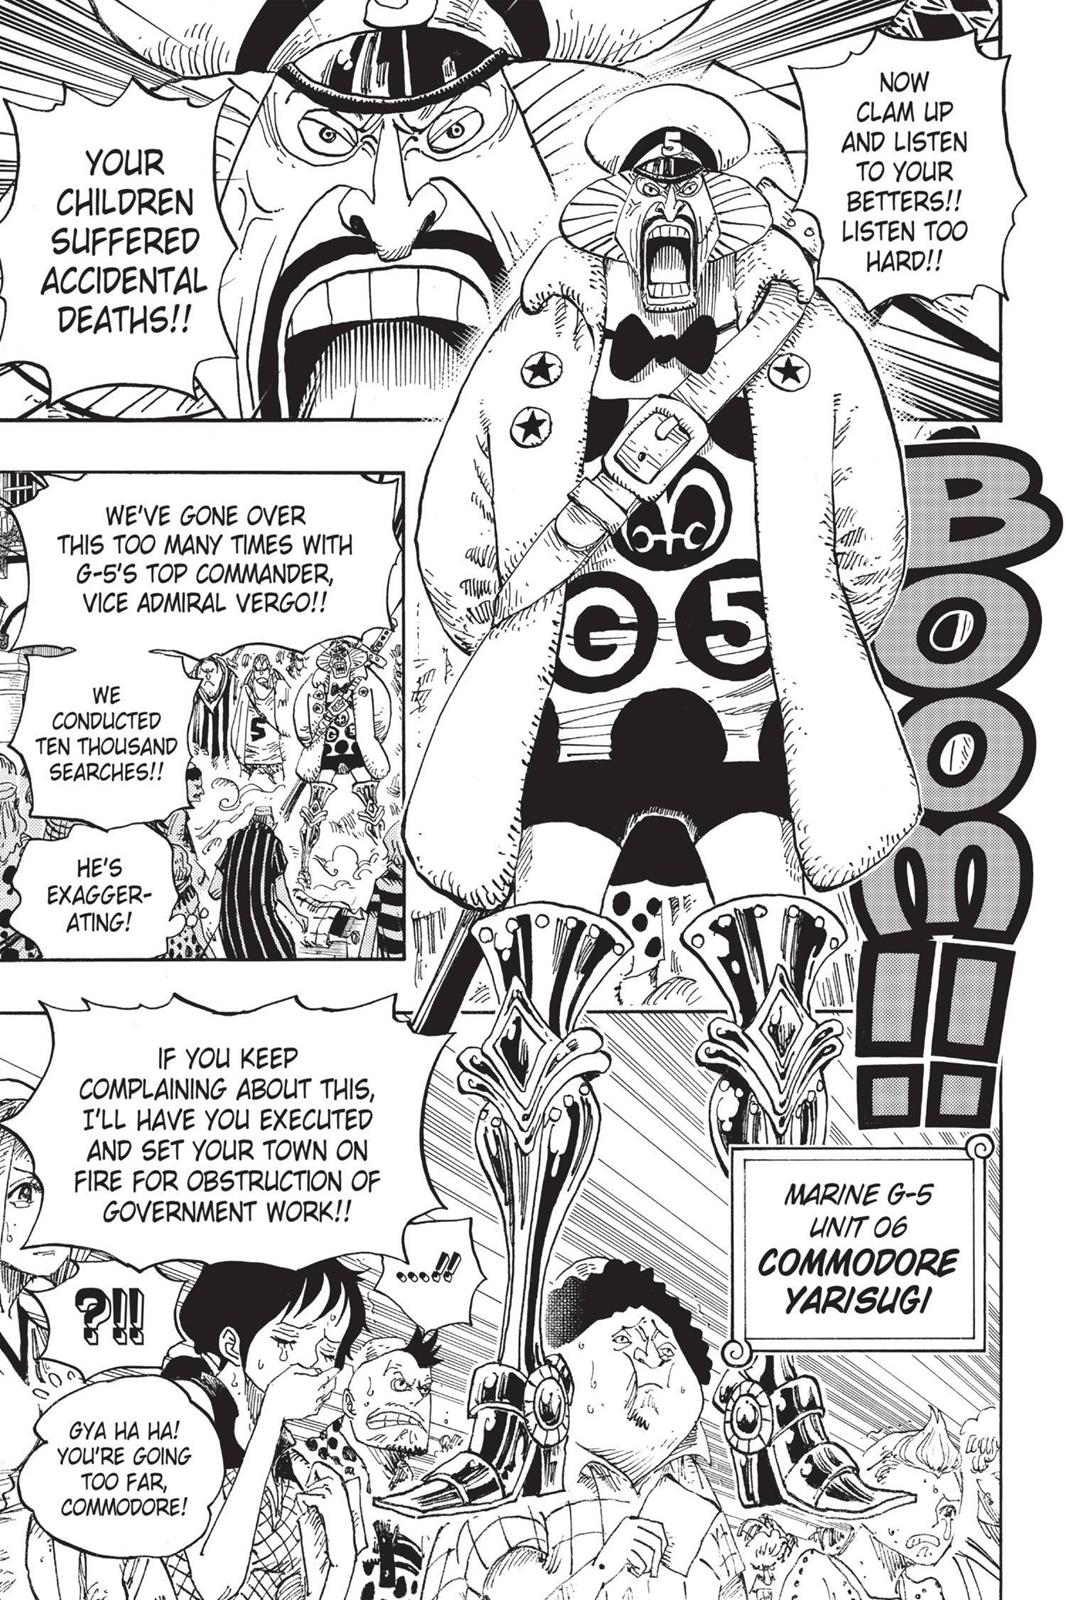 NOW
CLAM UP
AND LISTEN
TO YOUR
BETTERS!!
LISTEN TOO
HARD!!
YOUR
CHILDREN
SUFFERED
ACCIDENTAL
DEATHS!!
5
5
G 5
BOOM!!
WE'VE GONE OVER
THIS TOO MANY TIMES WITH
G-5'S TOP COMMANDER,
VICE ADMIRAL VERGO!!
WE
CONDUCTED
TEN THOUSAND
SEARCHES!!
5
HE'S
EXAGGER-
ATING!
IF YOU KEEP
COMPLAINING ABOUT THIS,
I'LL HAVE YOU EXECUTED
AND SET YOUR TOWN ON
FIRE FOR OBSTRUCTION OF
GOVERNMENT WORK!!
MARINE G-5
UNIT 06
COMMODORE
YARISUGI
....!!
?!!
GYA HA HA!
YOU'RE GOING
TOO FAR,
COMMODORE!